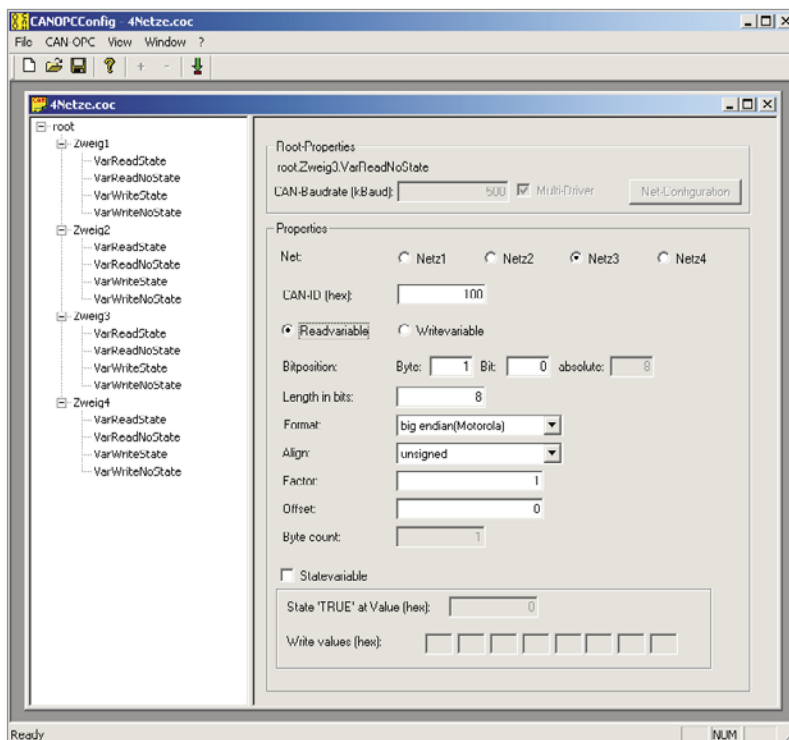 CANOPCConfig - 4Netze.coc
File CAN-OPC View Window ?
4Netze.coc
root
Zweig1
VarReadState
VarReadNoState
VarWriteState
VarWriteNoState
Zweig2
VarReadState
VarReadNoState
VarWriteState
VarWriteNoState
Zweig3
VarReadState
VarReadNoState
VarWriteState
VarWriteNoState
Zweig4
VarReadState
VarReadNoState
VarWriteState
VarWriteNoState
Root-Properties
root.Zweig3.VarReadNoState
CAN-Baudrate (kBaud): 500 Multi-Driver Net-Configuration
Properties
Net: Netz1 Netz2 Netz3 Netz4
CAN-ID (hex): 100
Readvariable Writevariable
Bitposition: Byte: 1 Bit: 0 absolute: 8
Length in bits: 8
Format: big endian(Motorola)
Align: unsigned
Factor: 1
Offset: 0
Byte count: 1
Statevariable
State 'TRUE' at Value (hex): 0
Write values (hex):
Ready NUM